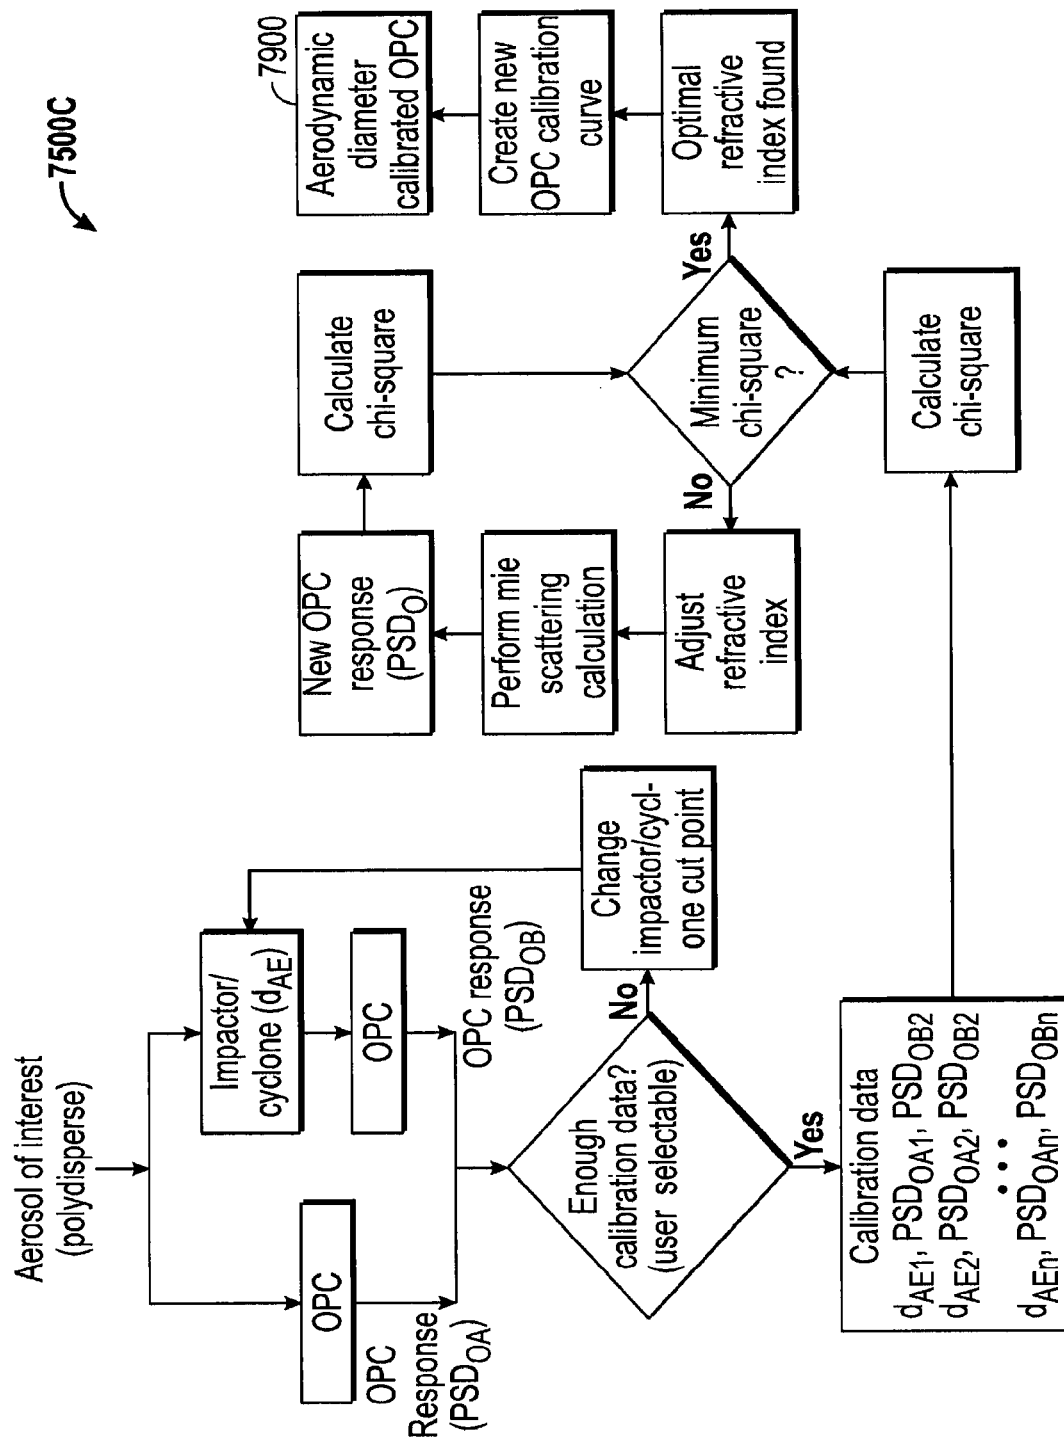 7500C
Aerosol of interest
(polydisperse)
OPC
OPC
Response
(PSDOA)
Impactor/
cyclone (dAE)
OPC
OPC response
(PSDOB)
Enough
calibration data?
(user selectable)
No
Change
impactor/cycl-
one cut point
Yes
Calibration data
dAE1, PSDOA1, PSDOB2
dAE2, PSDOA2, PSDOB2
•••
dAEn, PSDOAn, PSDOBn
Calculate
chi-square
Minimum
chi-square
?
No
Adjust
refractive
index
Perform mie
scattering
calculation
New OPC
response
(PSDO)
Calculate
chi-square
Yes
Optimal
refractive
index found
Create new
OPC calibration
curve
Aerodynamic
diameter
calibrated OPC
7900